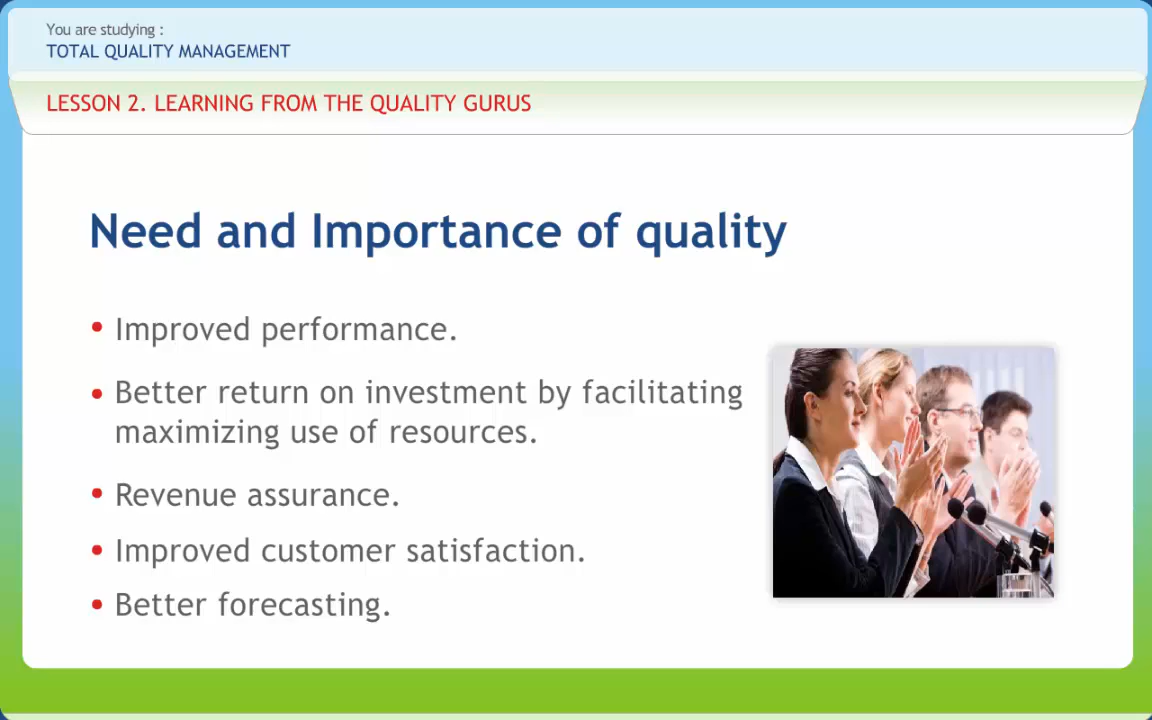 You are studying :
TOTAL QUALITY MANAGEMENT
LESSON 2. LEARNING FROM THE QUALITY GURUS
Need and Importance of quality
• Improved performance.
• Better return on investment by facilitating
maximizing use of resources.
• Revenue assurance.
• Improved customer satisfaction.
• Better forecasting.